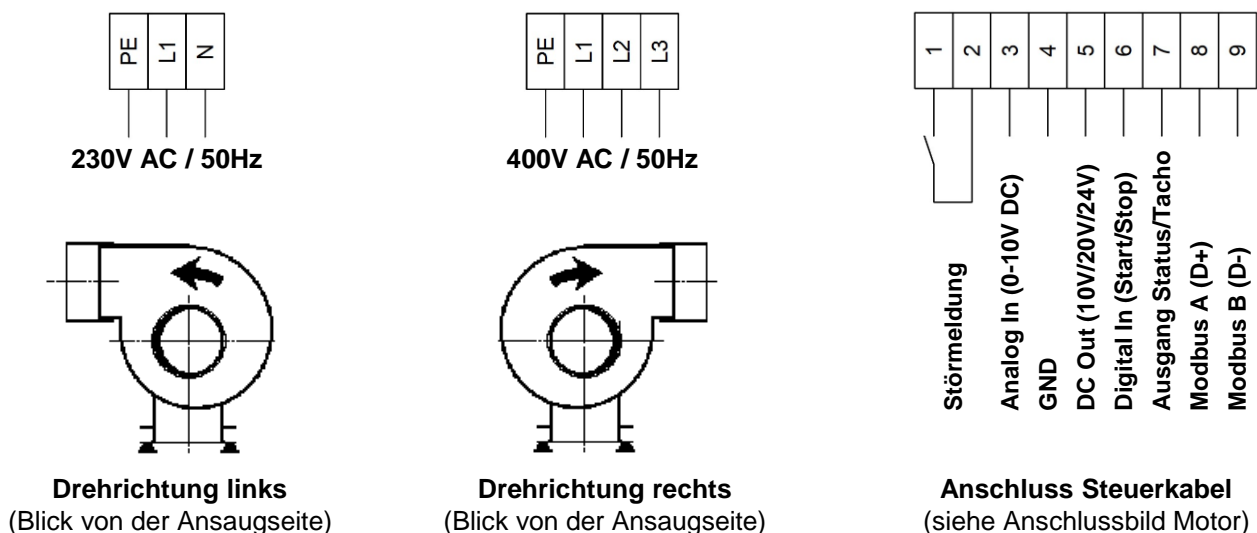 PE L1 N
230V AC / 50Hz
Drehrichtung links
(Blick von der Ansaugseite)
PE L1 L2 L3
400V AC / 50Hz
Drehrichtung rechts
(Blick von der Ansaugseite)
1 2 3 4 5 6 7 8 9
Störmeldung
Analog In (0-10V DC)
GND
DC Out (10V/20V/24V)
Digital In (Start/Stop)
Ausgang Status/Tacho
Modbus A (D+)
Modbus B (D-)
Anschluss Steuerkabel
(siehe Anschlussbild Motor)